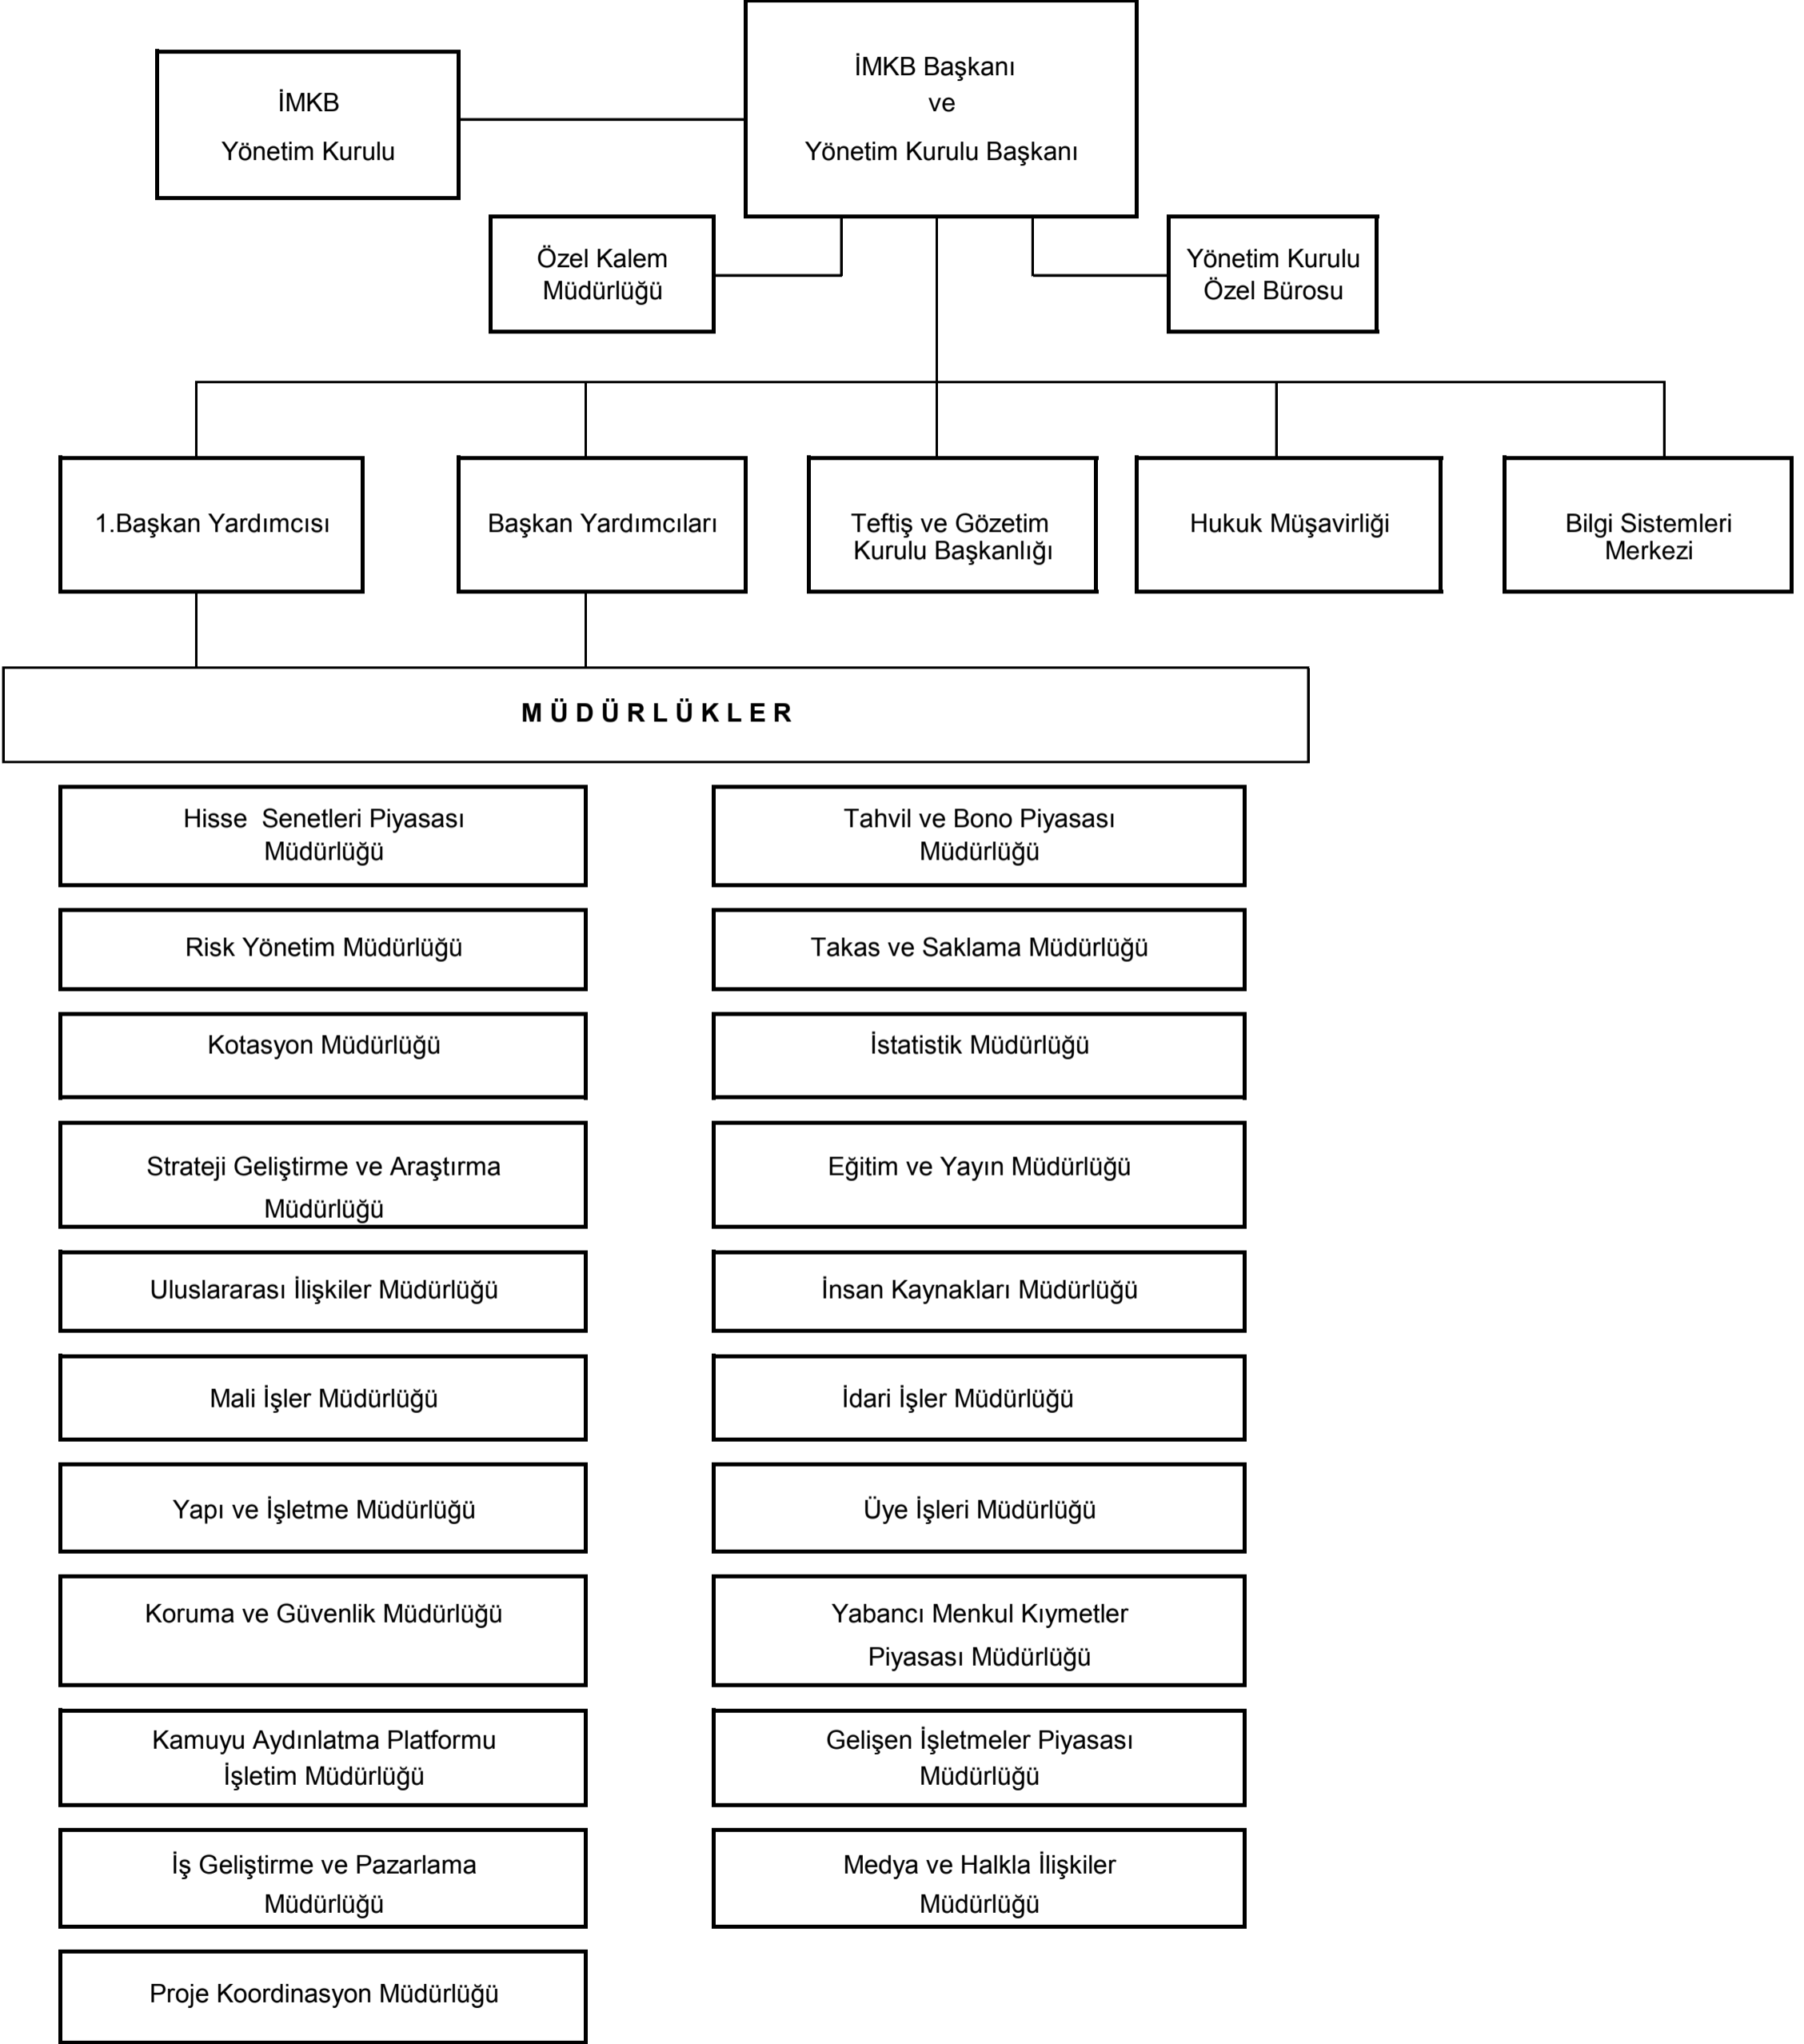 İMKB
Yönetim Kurulu
İMKB Başkanı
ve
Yönetim Kurulu Başkanı
Özel Kalem
Müdürlüğü
Yönetim Kurulu
Özel Bürosu
1.Başkan Yardımcısı
Başkan Yardımcıları
Teftiş ve Gözetim
Kurulu Başkanlığı
Hukuk Müşavirliği
Bilgi Sistemleri
Merkezi
MÜDÜRLÜKLER
Hisse Senetleri Piyasası
Müdürlüğü
Tahvil ve Bono Piyasası
Müdürlüğü
Risk Yönetim Müdürlüğü
Takas ve Saklama Müdürlüğü
Kotasyon Müdürlüğü
İstatistik Müdürlüğü
Strateji Geliştirme ve Araştırma
Müdürlüğü
Eğitim ve Yayın Müdürlüğü
Uluslararası İlişkiler Müdürlüğü
İnsan Kaynakları Müdürlüğü
Mali İşler Müdürlüğü
İdari İşler Müdürlüğü
Yapı ve İşletme Müdürlüğü
Üye İşleri Müdürlüğü
Koruma ve Güvenlik Müdürlüğü
Yabancı Menkul Kıymetler
Piyasası Müdürlüğü
Kamuyu Aydınlatma Platformu
İşletim Müdürlüğü
Gelişen İşletmeler Piyasası
Müdürlüğü
İş Geliştirme ve Pazarlama
Müdürlüğü
Medya ve Halkla İlişkiler
Müdürlüğü
Proje Koordinasyon Müdürlüğü